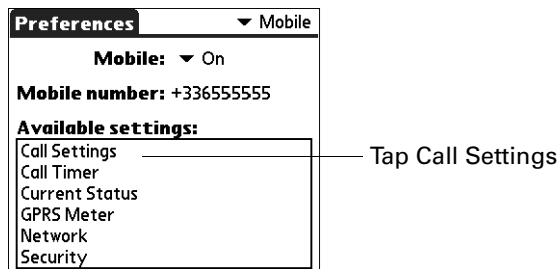 Preferences ▼ Mobile
Mobile: ▼ On
Mobile number: +336555555
Available settings:
Call Settings
Tap Call Settings
Call Timer
Current Status
GPRS Meter
Network
Security